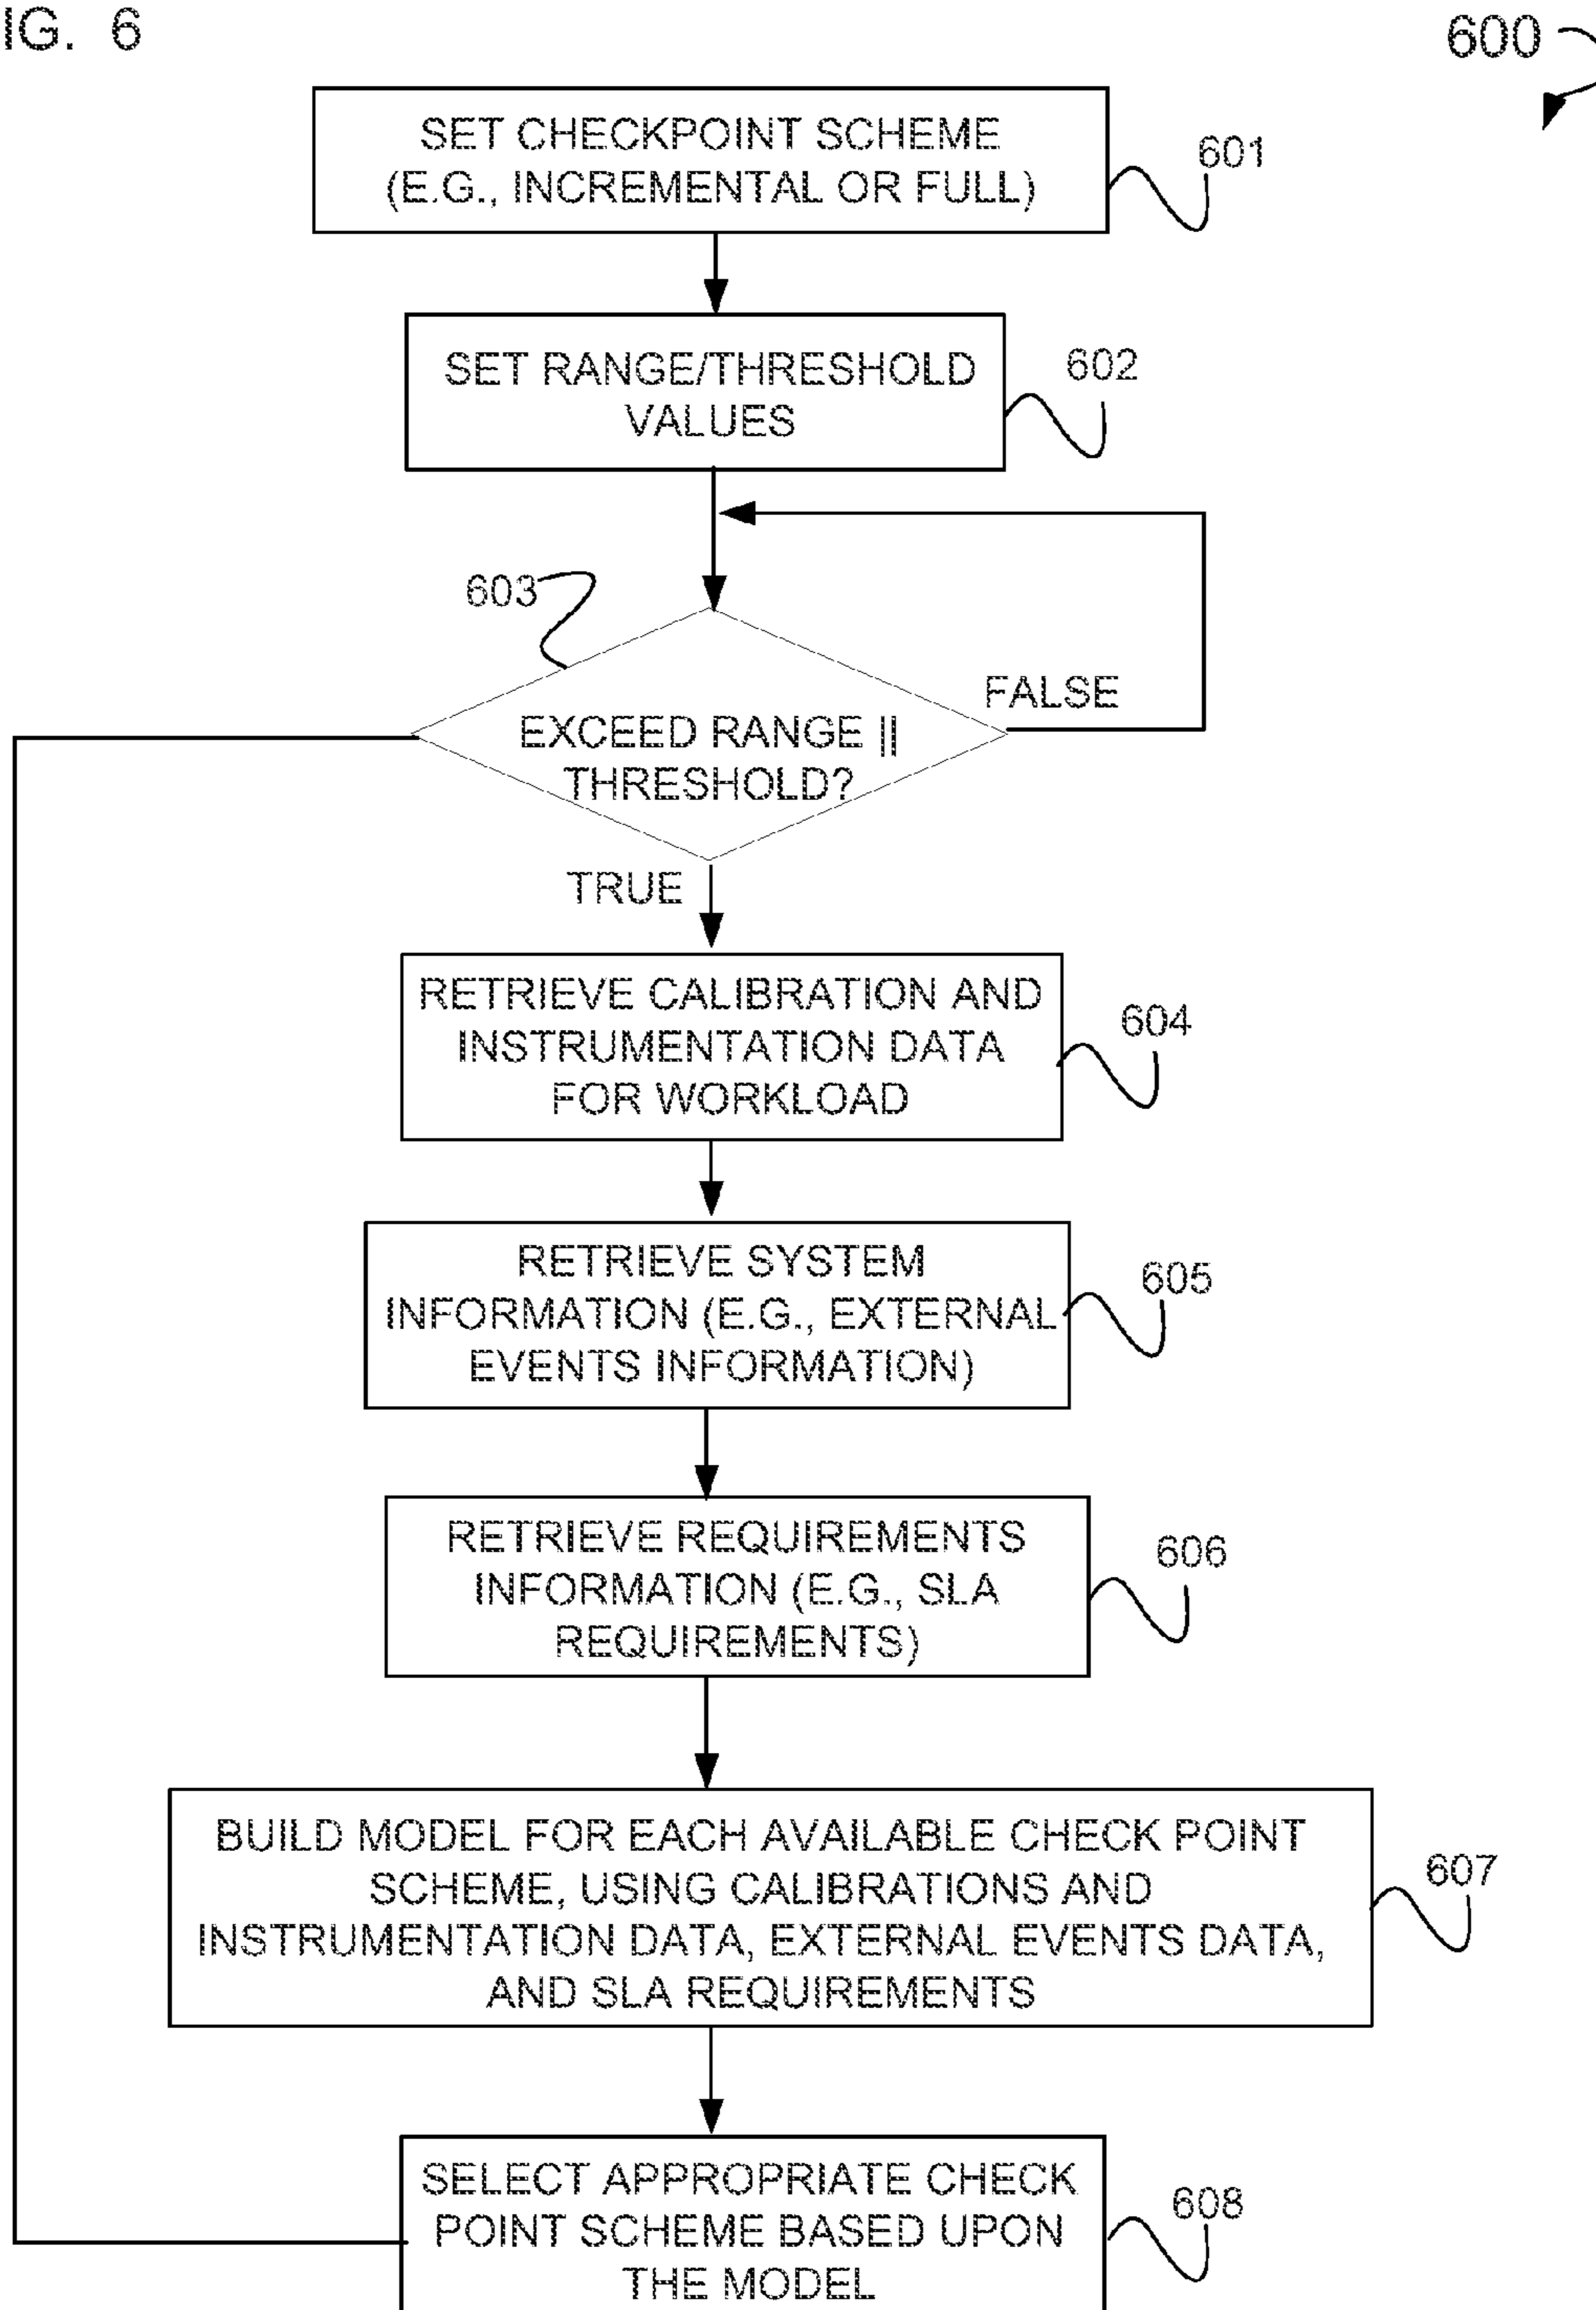 IG. 6
600
SET CHECKPOINT SCHEME
(E.G., INCREMENTAL OR FULL)
601
SET RANGE/THRESHOLD
VALUES
602
603
EXCEED RANGE ||
THRESHOLD?
FALSE
TRUE
RETRIEVE CALIBRATION AND
INSTRUMENTATION DATA
FOR WORKLOAD
604
RETRIEVE SYSTEM
INFORMATION (E.G., EXTERNAL
EVENTS INFORMATION)
605
RETRIEVE REQUIREMENTS
INFORMATION (E.G., SLA
REQUIREMENTS)
606
BUILD MODEL FOR EACH AVAILABLE CHECK POINT
SCHEME, USING CALIBRATIONS AND
INSTRUMENTATION DATA, EXTERNAL EVENTS DATA,
AND SLA REQUIREMENTS
607
SELECT APPROPRIATE CHECK
POINT SCHEME BASED UPON
THE MODEL
608